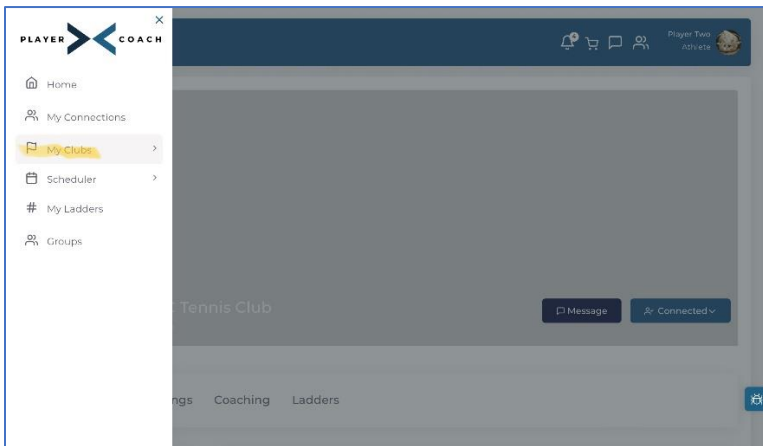 PLAYER COACH
Player Two
Athlete
Home
My Connections
My Clubs
Scheduler
# My Ladders
Groups
Tennis Club
Message
Connected
ngs Coaching Ladders